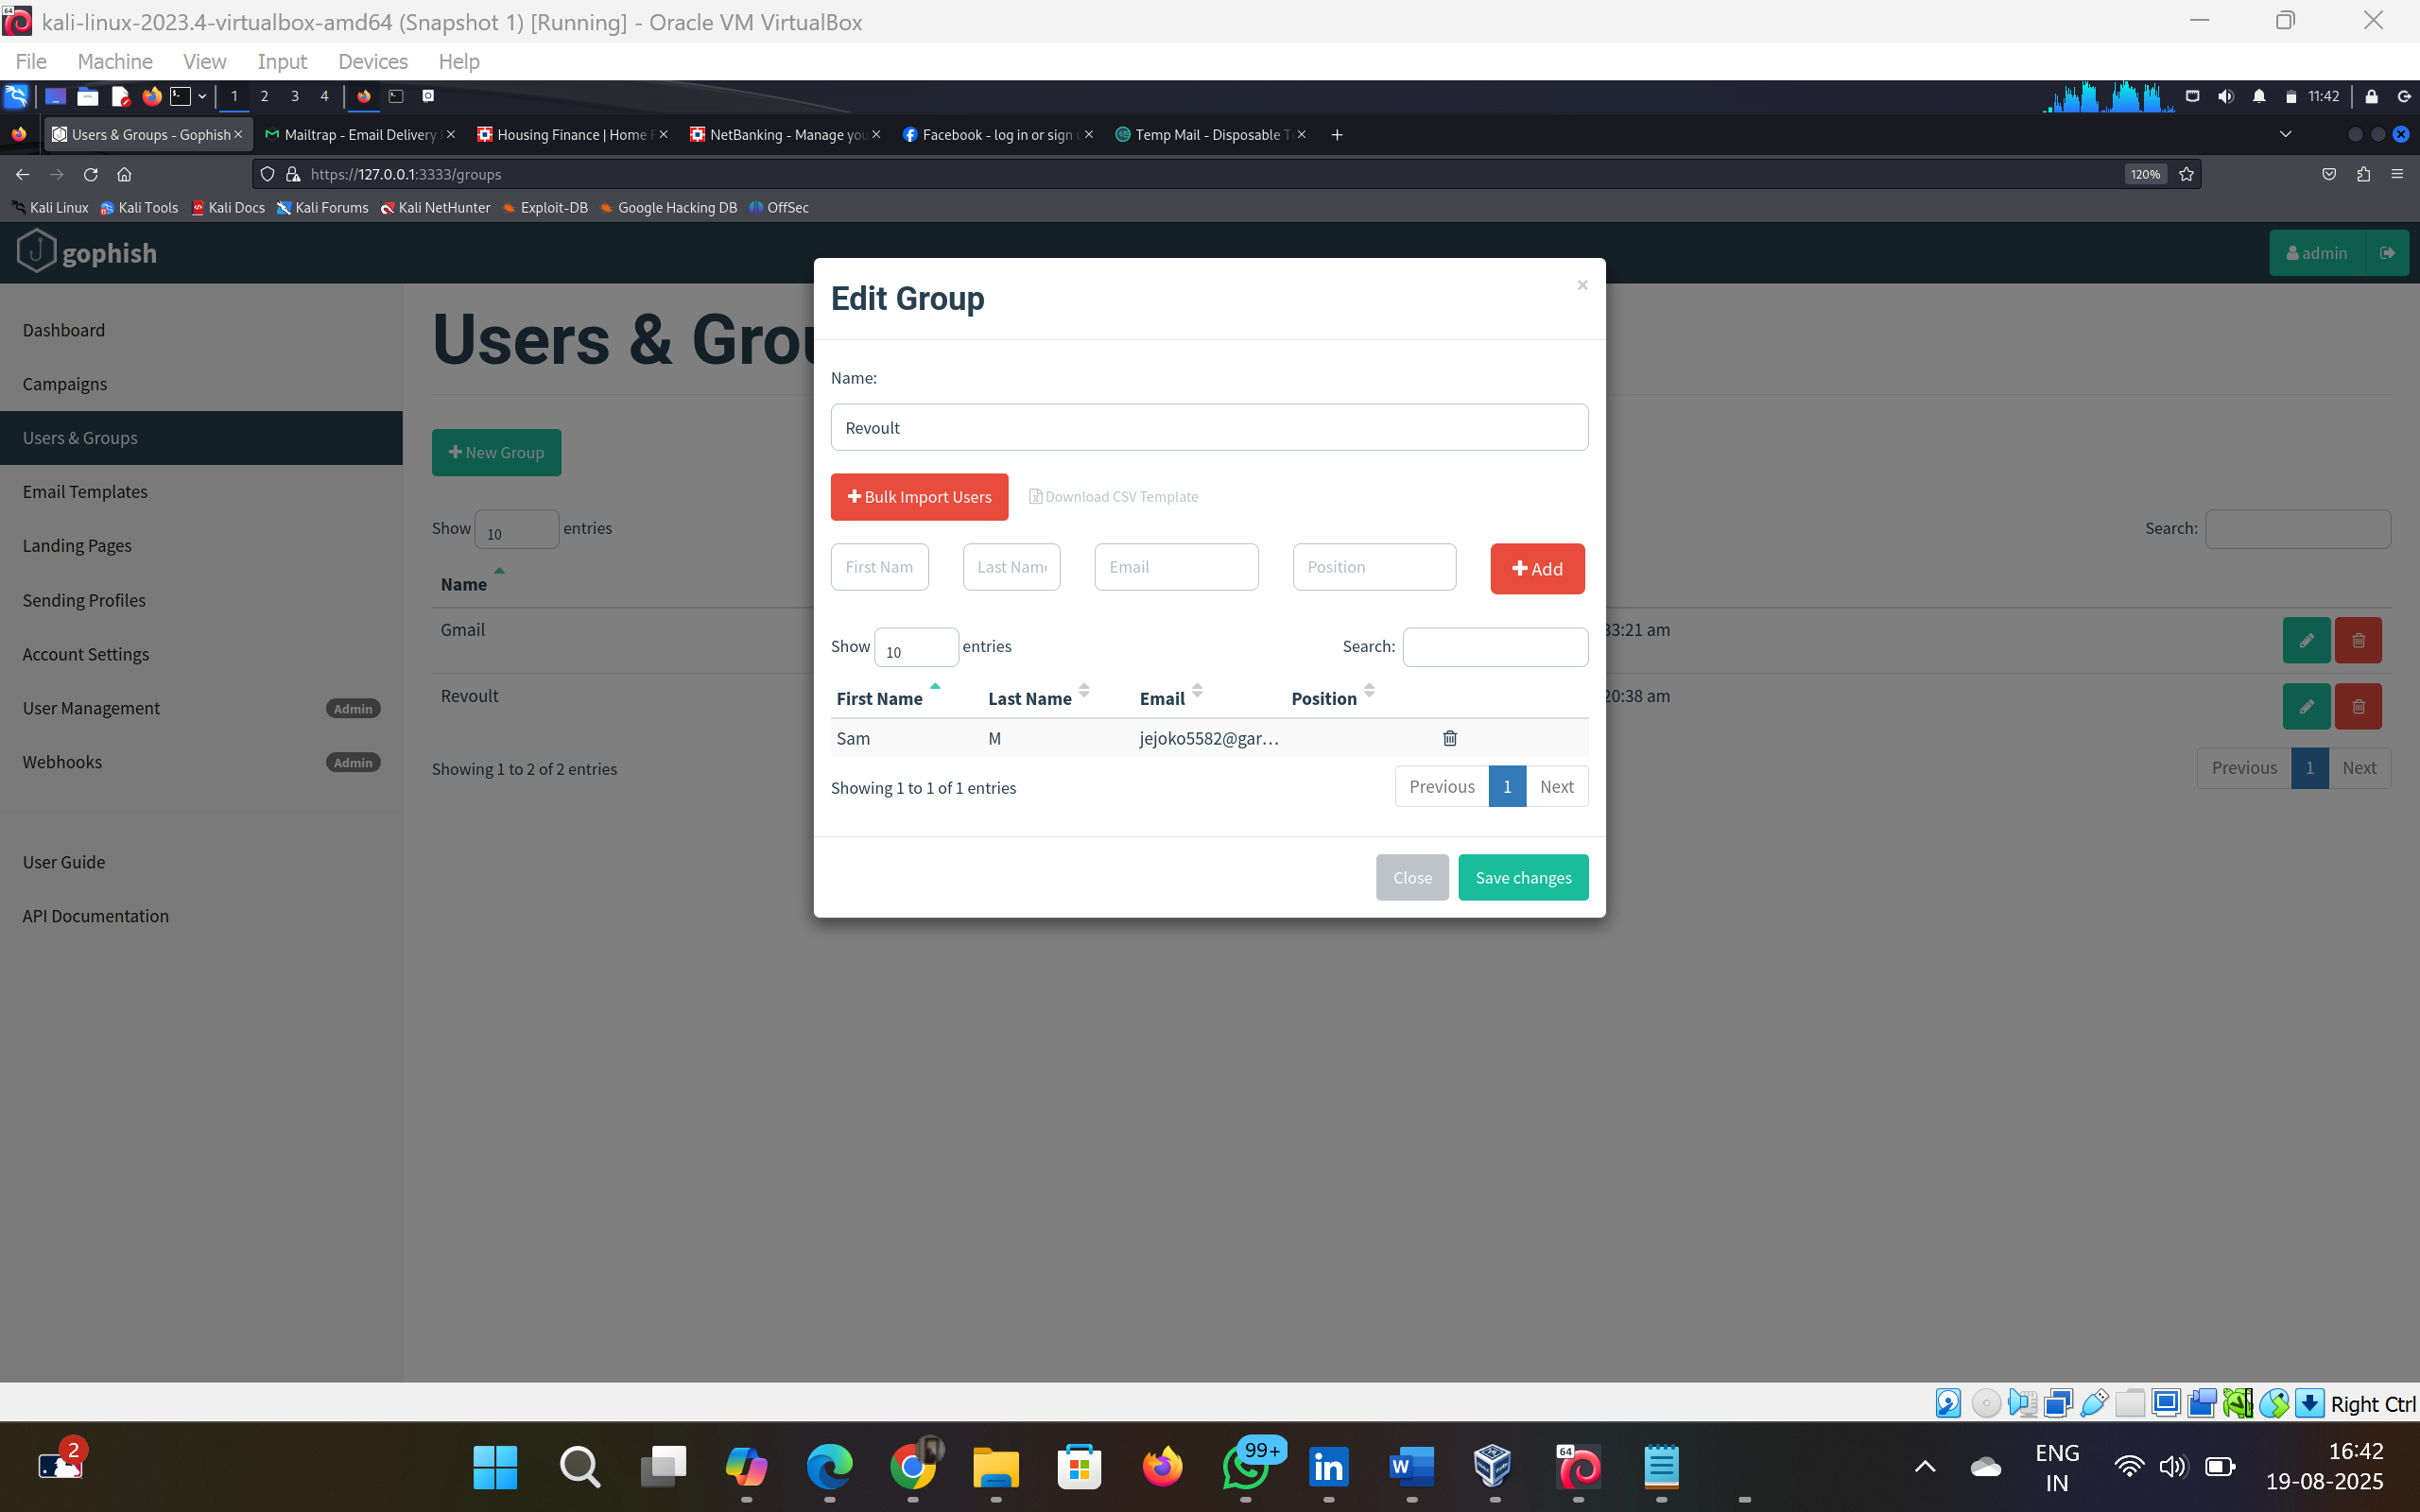 kali-linux-2023.4-virtualbox-amd64 (Snapshot 1) [Running] - Oracle VM VirtualBox
File Machine View Input Devices Help
1 2 3 4 11:42
Users & Groups - Gophish Mailtrap - Email Delivery Housing Finance | Home NetBanking - Manage you Facebook - log in or sign Temp Mail - Disposable
https://127.0.0.1:3333/groups 120%
Kali Linux Kali Tools Kali Docs Kali Forums Kali NetHunter Exploit-DB Google Hacking DB OffSec
gophish admin
Dashboard
Campaigns
Users & Groups
Email Templates
Landing Pages
Sending Profiles
Account Settings
User Management Admin
Webhooks Admin
User Guide
API Documentation
Users & Grou
New Group
Show 10 entries Search:
Name
Gmail 33:21 am
Revoult 20:38 am
Showing 1 to 2 of 2 entries Previous 1 Next
Edit Group
Name:
Revoult
Bulk Import Users Download CSV Template
First Nam Last Name Email Position Add
Show 10 entries Search:
First Name Last Name Email Position
Sam M jejoko5582@gar...
Showing 1 to 1 of 1 entries Previous 1 Next
Close Save changes
Right Ctrl
2 99+ 64 ENG 16:42
IN 19-08-2025